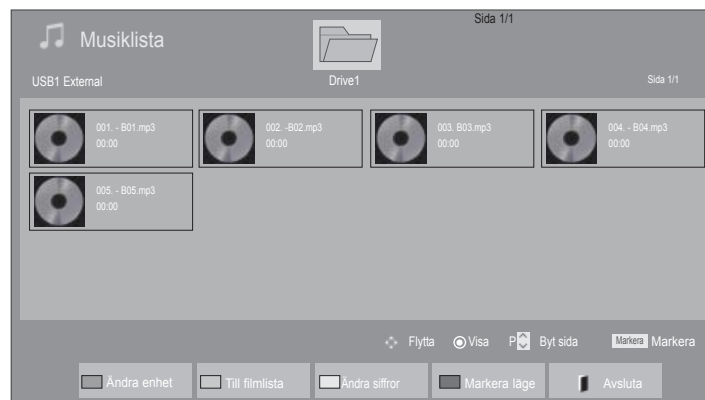 Sida 1/1
Musiklista
USB1 External
Drive1
Sida 1/1
001. - B01.mp3
00:00
002. -B02.mp3
00:00
003. B03.mp3
00:00
004. - B04.mp3
00:00
005. - B05.mp3
00:00
Flytta
Visa
P Byt sida
Markera Markera
Ändra enhet
Till filmlista
Ändra siffror
Markera läge
Avsluta